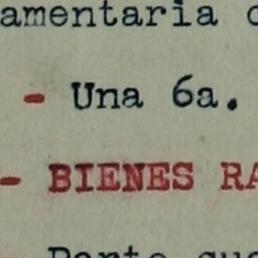 amentaria
- Una 6a.
- BIENES RA